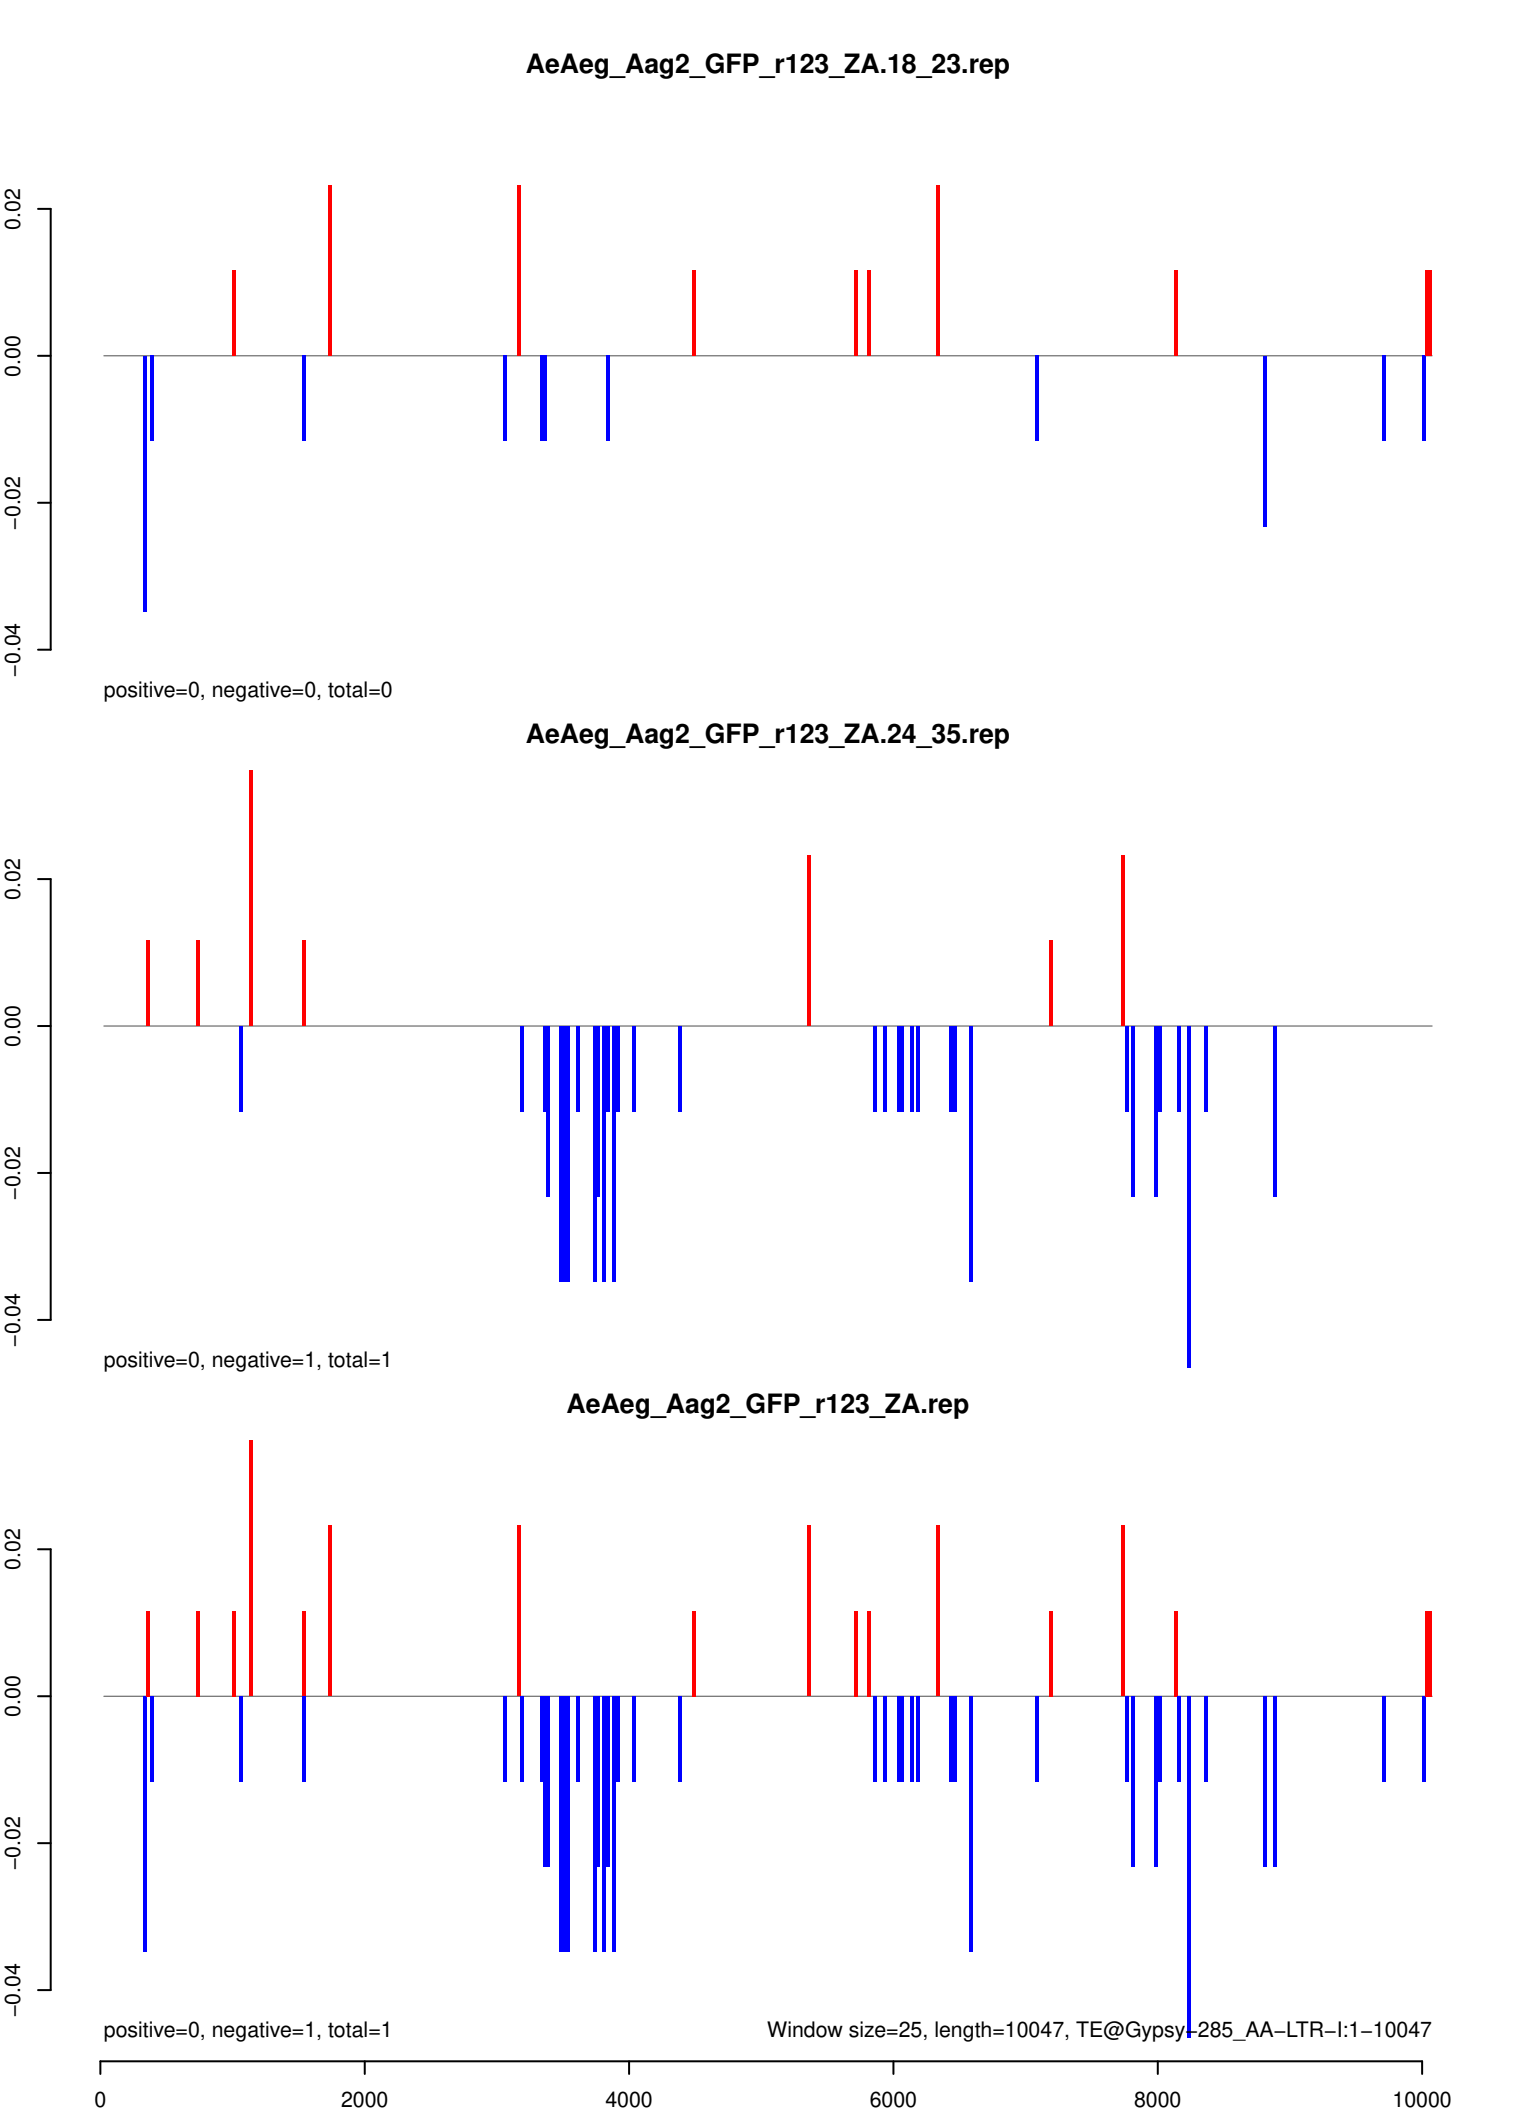 AeAeg_Aag2_GFP_r123_ZA.18_23.rep
0.02
0.00
−0.02
−0.04
positive=0, negative=0, total=0
AeAeg_Aag2_GFP_r123_ZA.24_35.rep
0.02
0.00
−0.02
−0.04
positive=0, negative=1, total=1
AeAeg_Aag2_GFP_r123_ZA.rep
0.02
0.00
−0.02
−0.04
positive=0, negative=1, total=1
Window size=25, length=10047, TE@Gypsy−285_AA−LTR−I:1−10047
0 2000 4000 6000 8000 10000